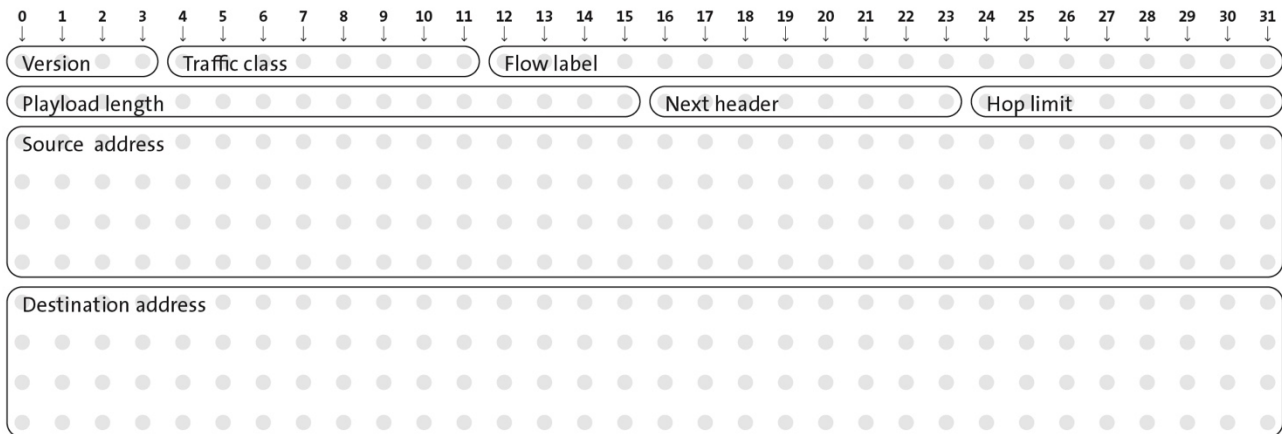 0 1 2 3 4 5 6 7 8 9 10 11 12 13 14 15 16 17 18 19 20 21 22 23 24 25 26 27 28 29 30 31
Version Traffic class Flow label
Playload length Next header Hop limit
Source address
Destination address